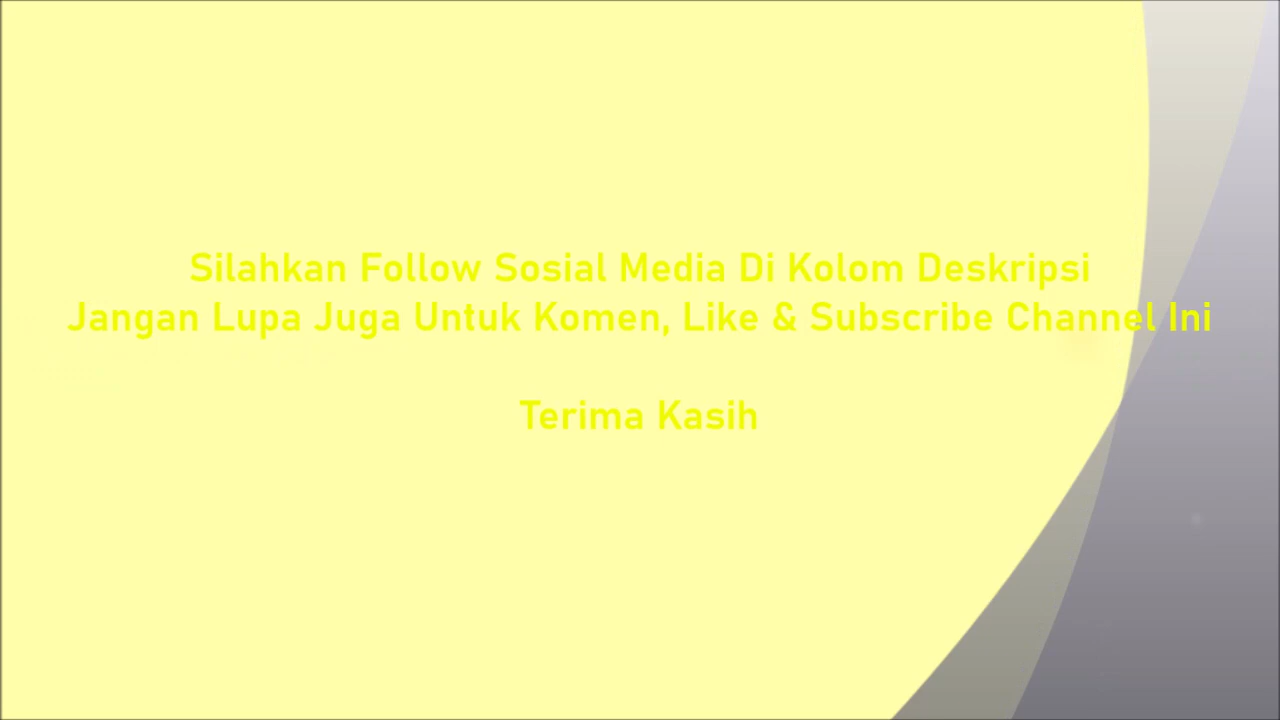 Silahkan Follow Sosial Media Di Kolom Deskripsi
Jangan Lupa Juga Untuk Komen, Like & Subscribe Channel Ini
Terima Kasih